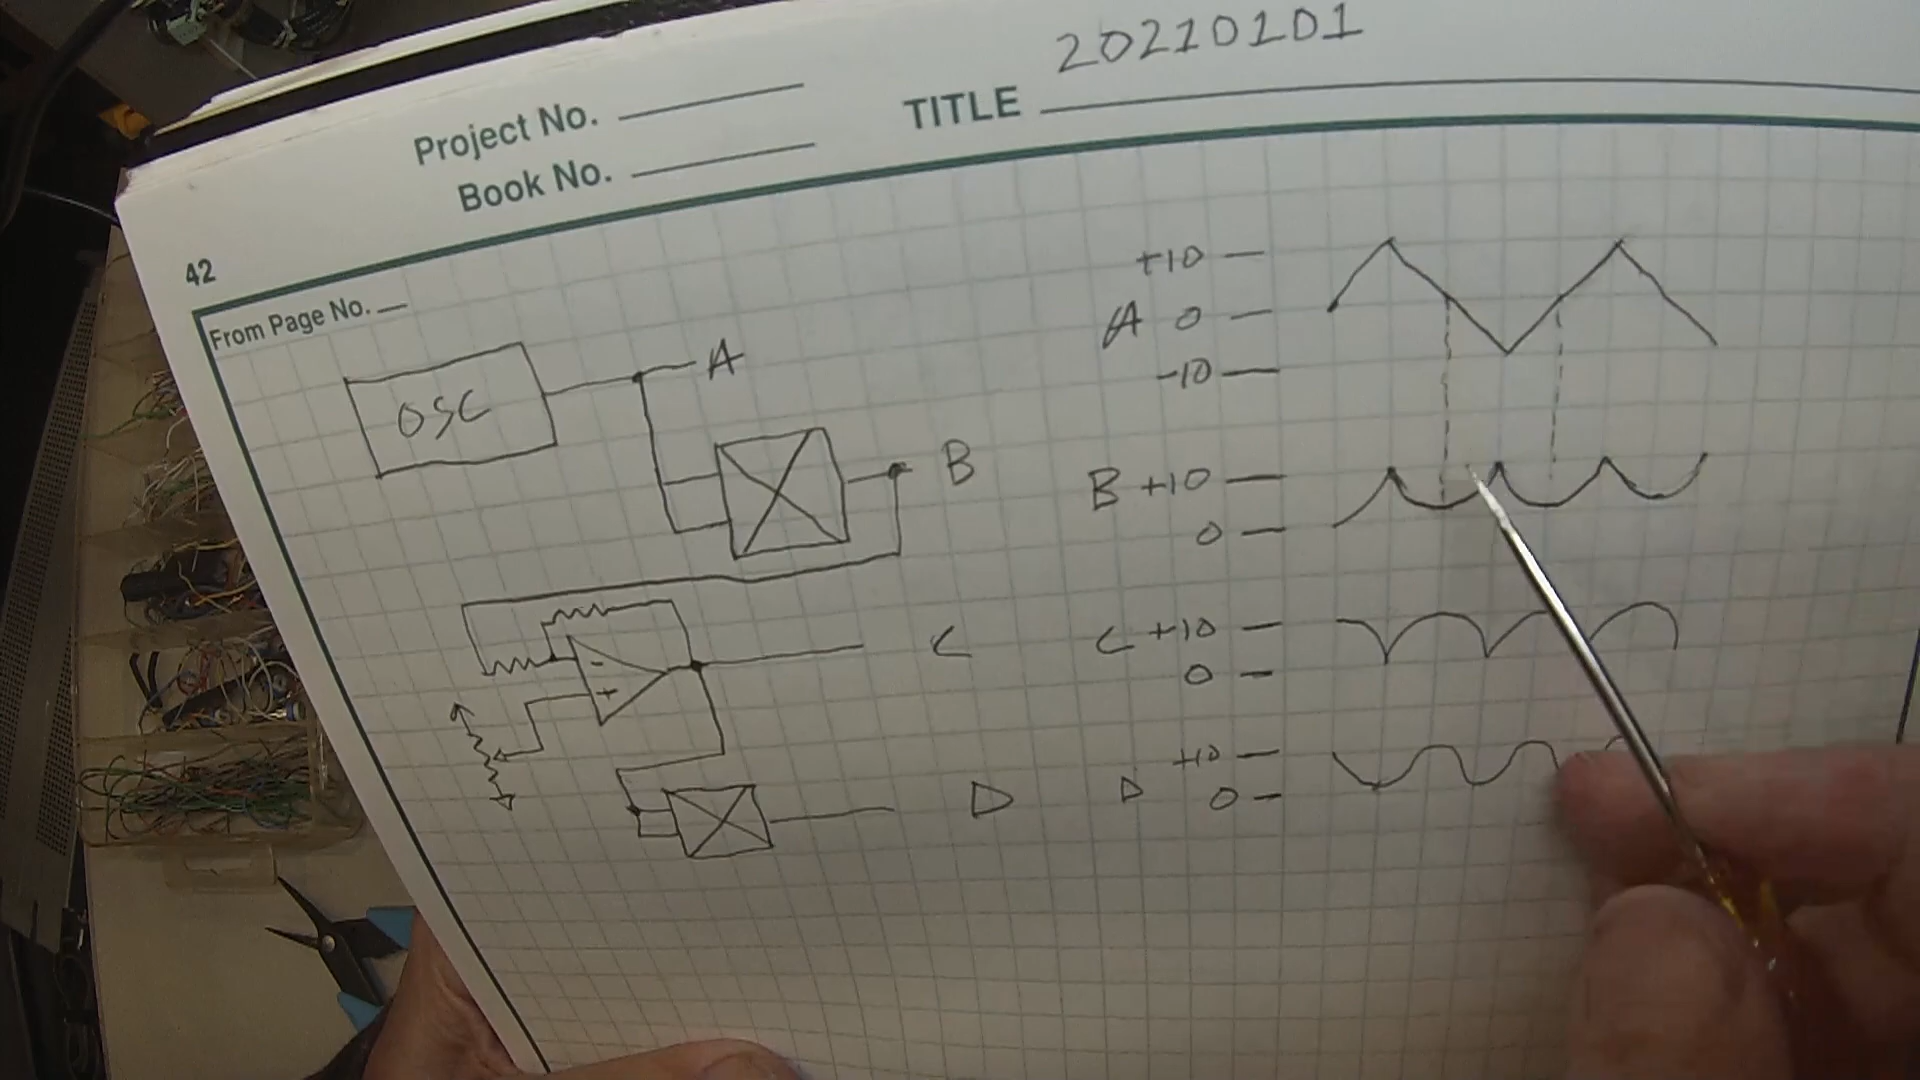 20210101
Project No.
TITLE
Book No.
42
From Page No.
OSC
A
B
-
+
C
D
+10
A 0
-10
B +10
0
C +10
0
D +10
0